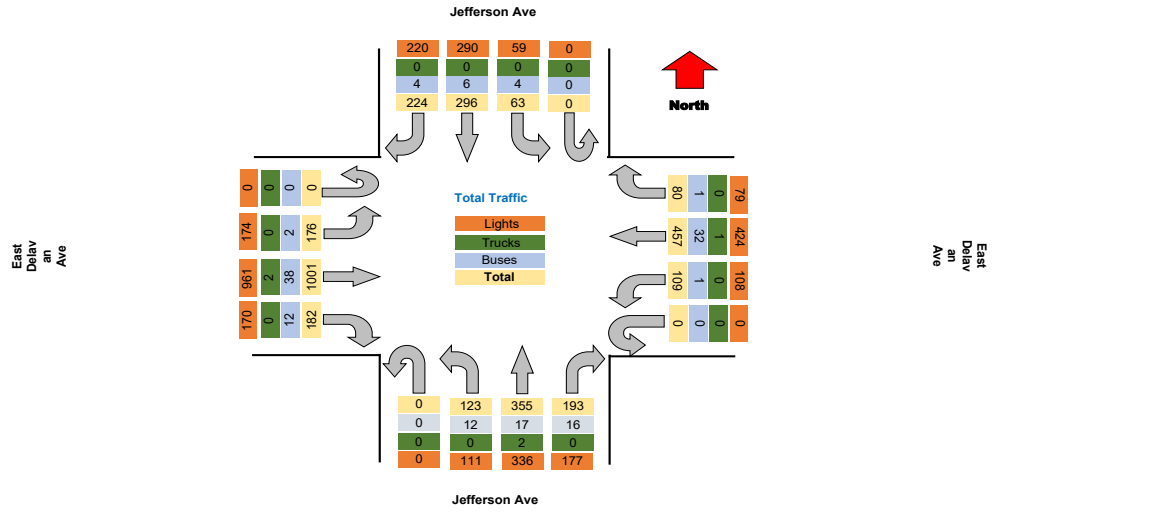 Jefferson Ave
220 290 59 0
0 0 0 0
4 6 4 0
224 296 63 0
North
0 0 0 0
174 0 2 176
961 2 38 1001
170 0 12 182
East
Delav
an
Ave
Total Traffic
Lights
Trucks
Buses
Total
80 1 0 79
457 32 1 424
109 1 0 108
0 0 0 0
East
Delav
an
Ave
0 123 355 193
0 12 17 16
0 0 2 0
0 111 336 177
Jefferson Ave